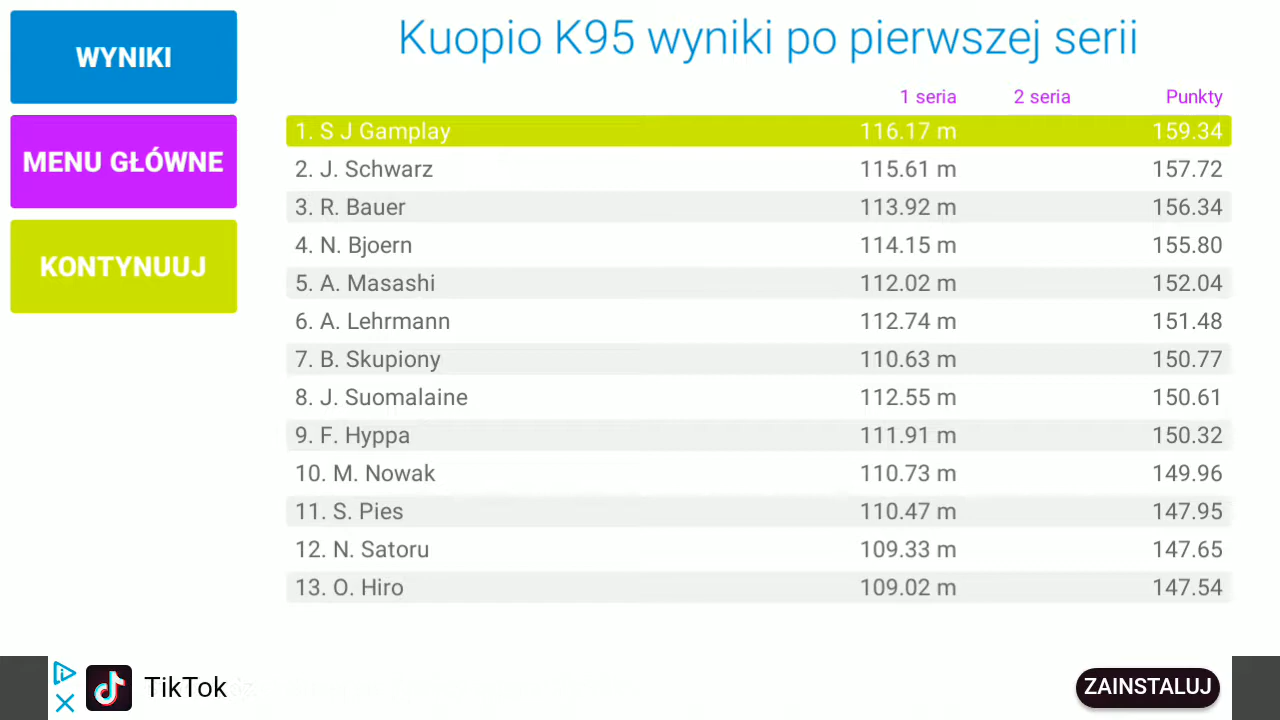 WYNIKI
MENU GŁÓWNE
KONTYNUUJ
Kuopio K95 wyniki po pierwszej serii
1 seria 2 seria Punkty
1. S J Gamplay 116.17 m 159.34
2. J. Schwarz 115.61 m 157.72
3. R. Bauer 113.92 m 156.34
4. N. Bjoern 114.15 m 155.80
5. A. Masashi 112.02 m 152.04
6. A. Lehrmann 112.74 m 151.48
7. B. Skupiony 110.63 m 150.77
8. J. Suomalaine 112.55 m 150.61
9. F. Hyppa 111.91 m 150.32
10. M. Nowak 110.73 m 149.96
11. S. Pies 110.47 m 147.95
12. N. Satoru 109.33 m 147.65
13. O. Hiro 109.02 m 147.54
TikTok
ZAINSTALUJ